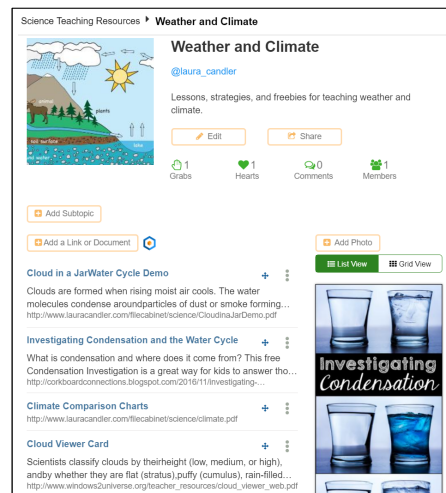 Science Teaching Resources Weather and Climate
Weather and Climate
@laura_candler
Lessons, strategies, and freebies for teaching weather and
climate.
Edit
Share
1
Grabs
1
Hearts
0
Comments
1
Members
animal
plants
soil surface
lake
ground water
Add Subtopic
Add a Link or Document
Add Photo
List View
Grid View
Cloud in a JarWater Cycle Demo
Clouds are formed when rising moist air cools. The water
molecules condense aroundparticles of dust or smoke forming...
http://www.lauracandler.com/filecabinet/science/CloudinaJarDemo.pdf
Investigating Condensation and the Water Cycle
What is condensation and where does it come from? This free
Condensation Investigation is a great way for kids to answer tho...
http://corkboardconnections.blogspot.com/2016/11/investigating-...
Climate Comparison Charts
http://www.lauracandler.com/filecabinet/science/climate.pdf
Cloud Viewer Card
Scientists classify clouds by theirheight (low, medium, or high),
andby whether they are flat (stratus),puffy (cumulus), rain-filled...
http://www.windows2universe.org/teacher_resources/cloud_viewer_web.pdf
Investigating
Condensation